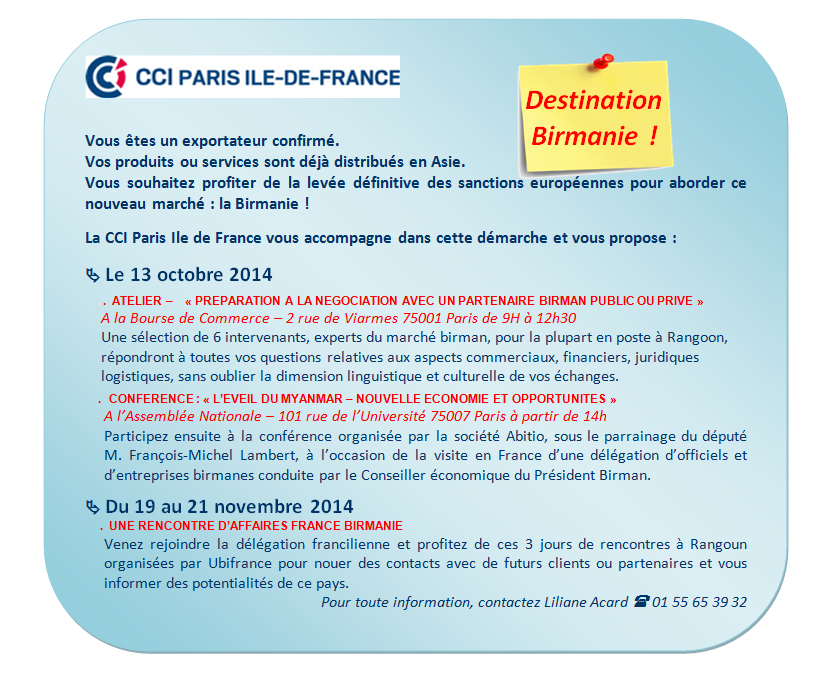 CCI PARIS ILE-DE-FRANCE
Destination
Birmanie !
Vous êtes un exportateur confirmé.
Vos produits ou services sont déjà distribués en Asie.
Vous souhaitez profiter de la levée définitive des sanctions européennes pour aborder ce
nouveau marché : la Birmanie !
La CCI Paris Ile de France vous accompagne dans cette démarche et vous propose :
Le 13 octobre 2014
. ATELIER – « PREPARATION A LA NEGOCIATION AVEC UN PARTENAIRE BIRMAN PUBLIC OU PRIVE »
A la Bourse de Commerce – 2 rue de Viarmes 75001 Paris de 9H à 12h30
Une sélection de 6 intervenants, experts du marché birman, pour la plupart en poste à Rangoon,
répondront à toutes vos questions relatives aux aspects commerciaux, financiers, juridiques
logistiques, sans oublier la dimension linguistique et culturelle de vos échanges.
. CONFERENCE : « L'EVEIL DU MYANMAR – NOUVELLE ECONOMIE ET OPPORTUNITES »
A l'Assemblée Nationale – 101 rue de l'Université 75007 Paris à partir de 14h
Participez ensuite à la conférence organisée par la société Abitio, sous le parrainage du député
M. François-Michel Lambert, à l'occasion de la visite en France d'une délégation d'officiels et
d'entreprises birmanes conduite par le Conseiller économique du Président Birman.
Du 19 au 21 novembre 2014
. UNE RENCONTRE D'AFFAIRES FRANCE BIRMANIE
Venez rejoindre la délégation francilienne et profitez de ces 3 jours de rencontres à Rangoun
organisées par Ubifrance pour nouer des contacts avec de futurs clients ou partenaires et vous
informer des potentialités de ce pays.
Pour toute information, contactez Liliane Acard ☎ 01 55 65 39 32